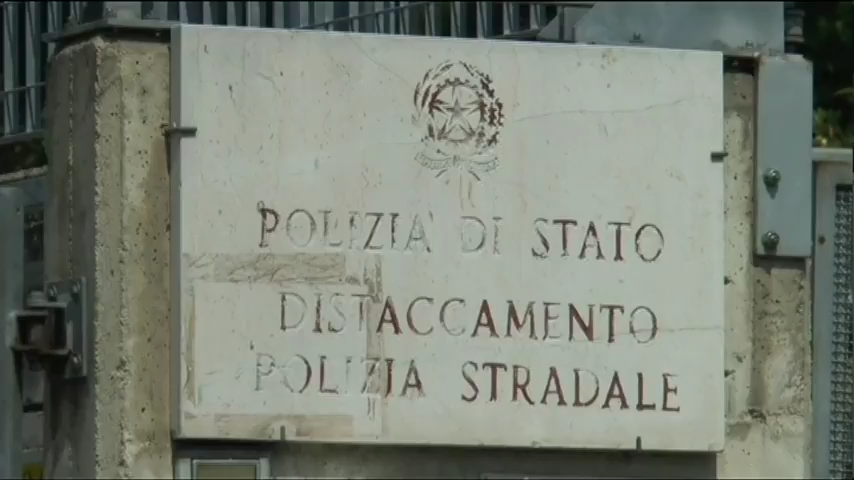 POLIZIA DI STATO
DISTACCAMENTO
POLIZIA STRADALE